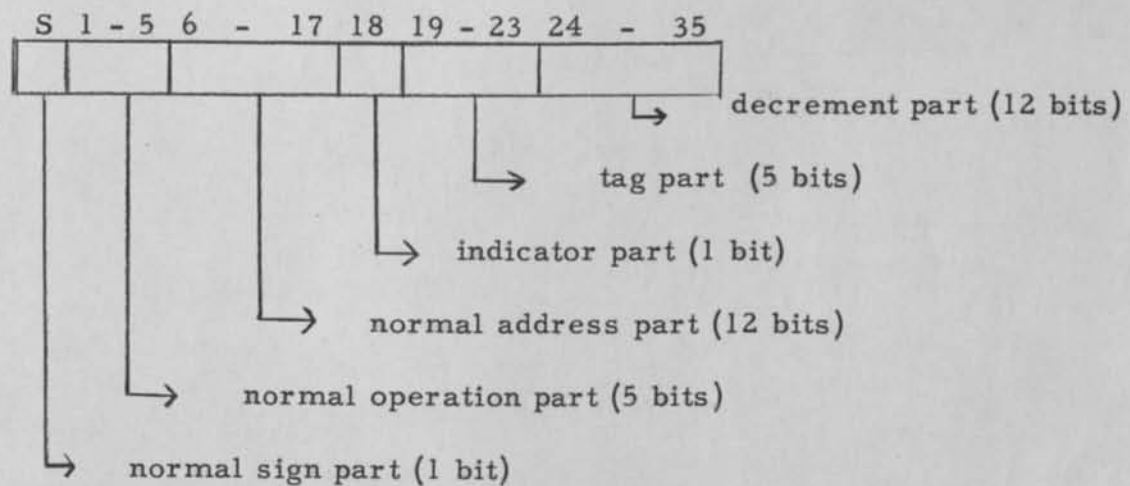 S 1 - 5 6 - 17 18 19 - 23 24 - 35
decrement part (12 bits)
tag part (5 bits)
indicator part (1 bit)
normal address part (12 bits)
normal operation part (5 bits)
normal sign part (1 bit)